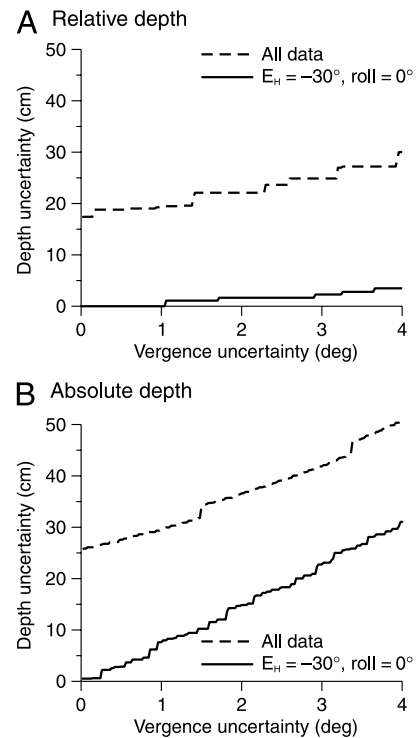 A Relative depth
All data
E_H = −30°, roll = 0°
Depth uncertainty (cm)
50
40
30
20
10
0
0 1 2 3 4
Vergence uncertainty (deg)
B Absolute depth
Depth uncertainty (cm)
50
40
30
20
10
0
All data
E_H = −30°, roll = 0°
0 1 2 3 4
Vergence uncertainty (deg)